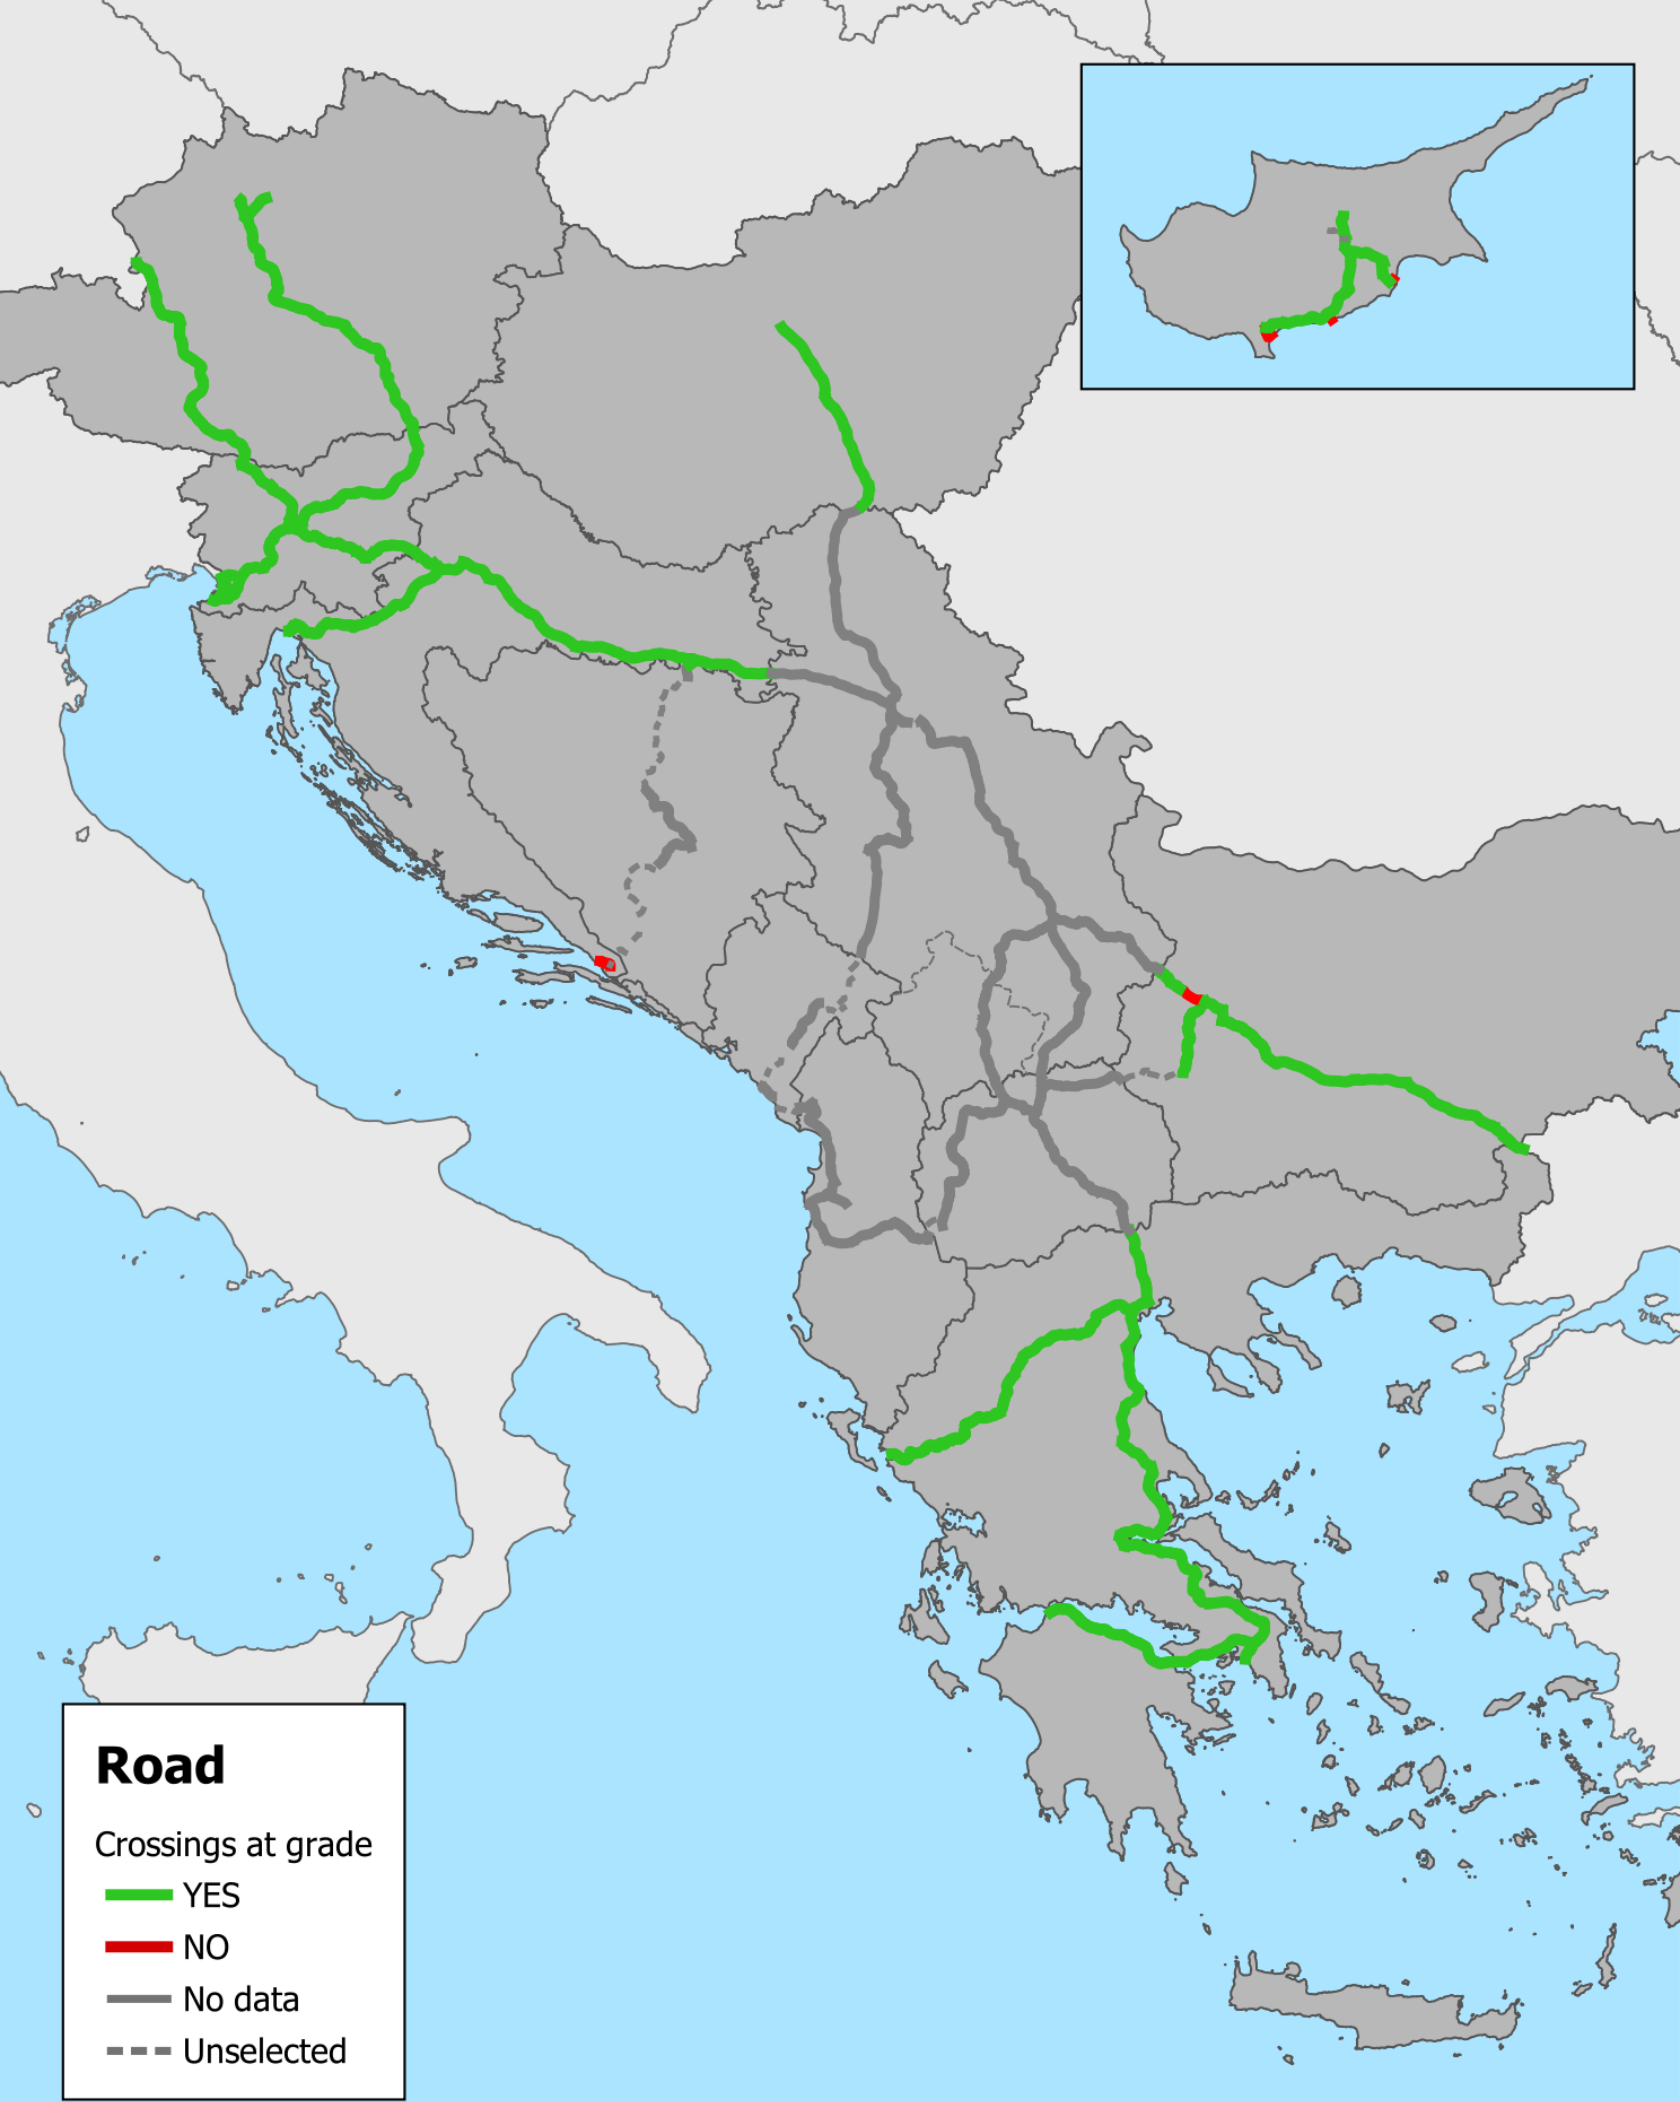 Road
Crossings at grade
YES
NO
No data
Unselected